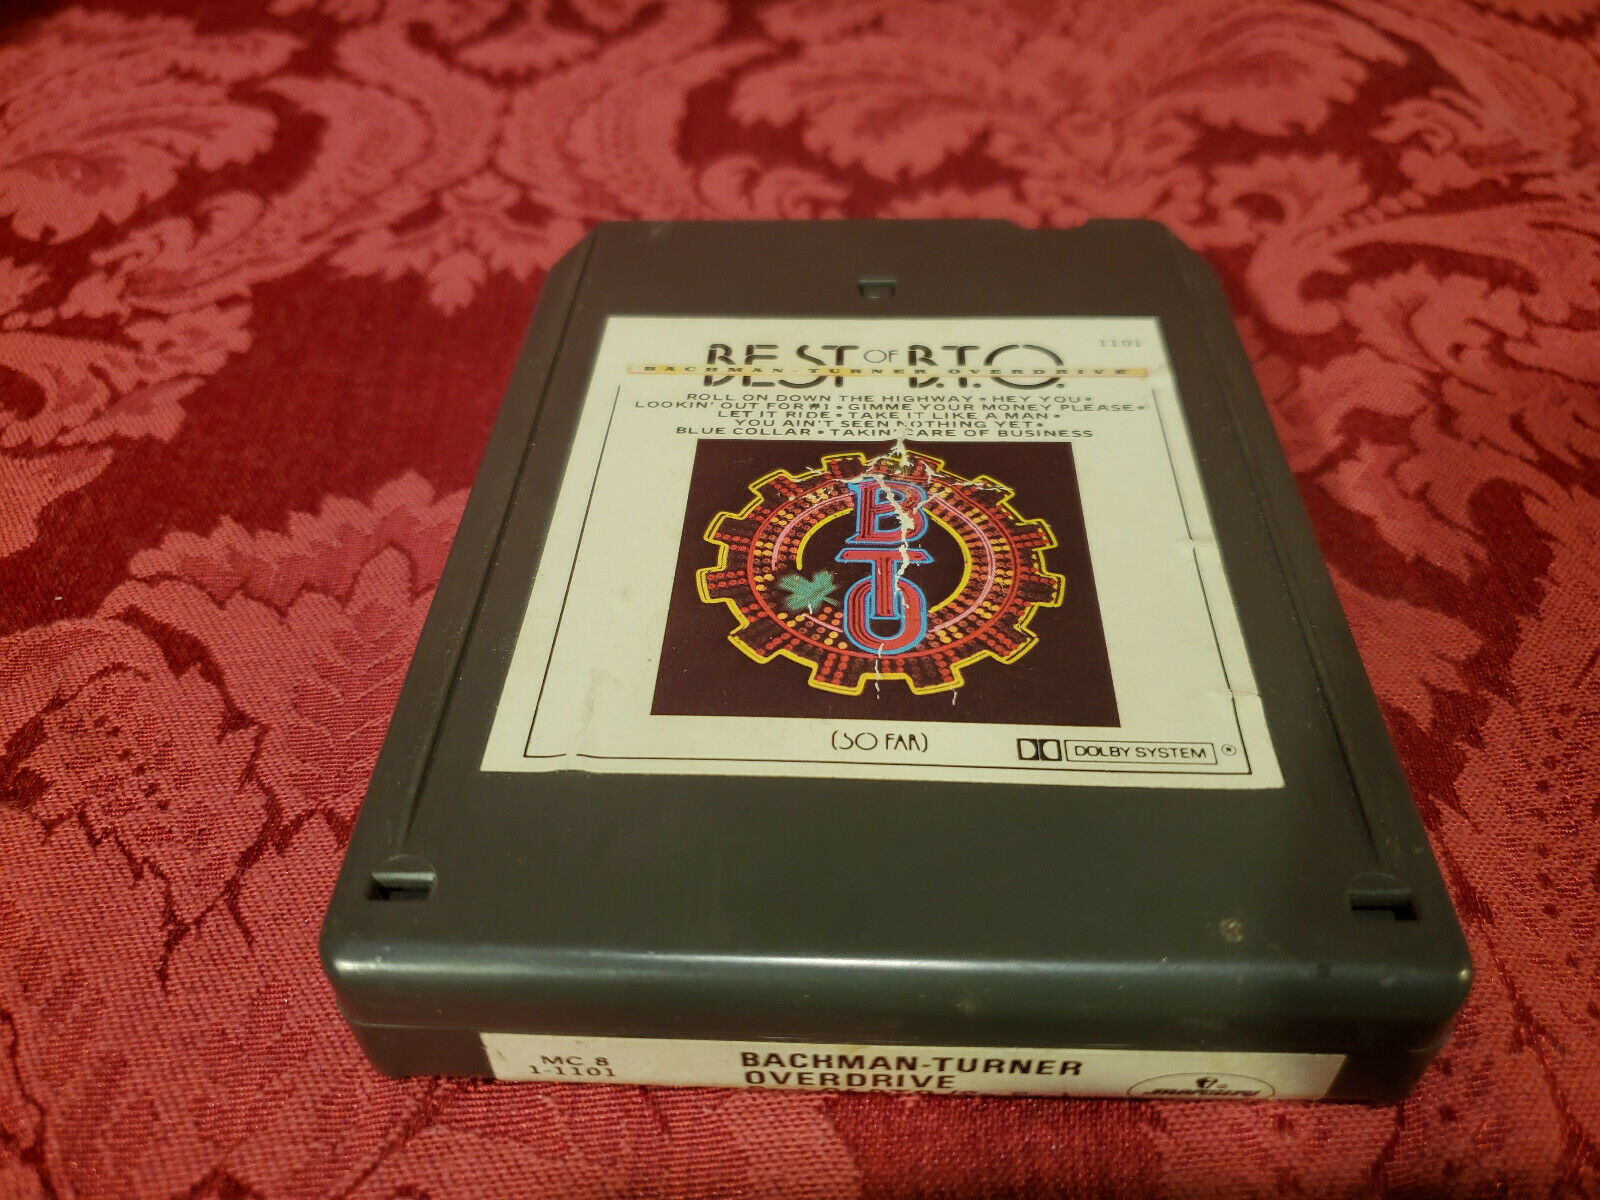 1101
BEST OF B.T.O.
BACHMAN-TURNER OVERDRIVE
ROLL ON DOWN THE HIGHWAY • HEY YOU •
LOOKIN' OUT FOR #1 • GIMME YOUR MONEY PLEASE •
LET IT RIDE • TAKE IT LIKE A MAN •
YOU AIN'T SEEN NOTHING YET •
BLUE COLLAR • TAKIN' CARE OF BUSINESS
B
T
O
(SO FAR)
DOLBY SYSTEM ®
MC 8
1-1101
BACHMAN-TURNER
OVERDRIVE
mercury